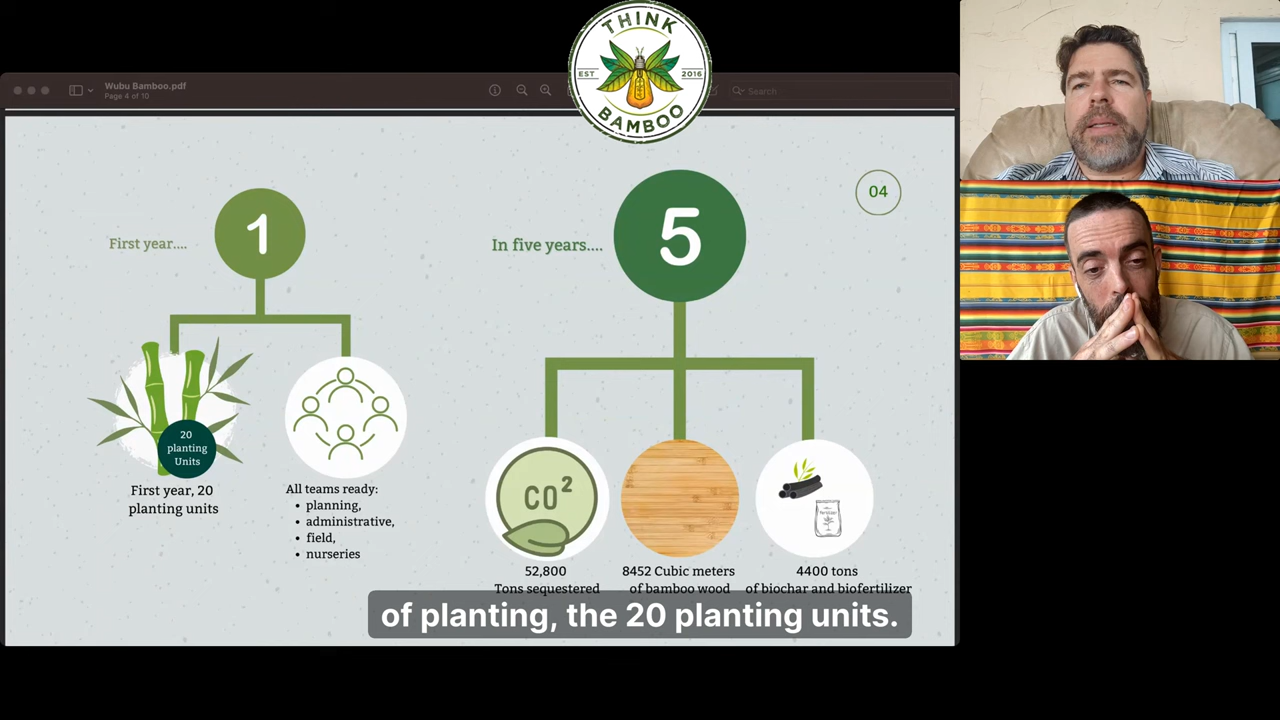 THINK
EST 2016
BAMBOO
Wubu Bamboo.pdf
Page 4 of 10
Search
04
First year....
1
In five years....
5
20
planting
Units
First year, 20
planting units
All teams ready:
• planning,
• administrative,
• field,
• nurseries
CO²
52,800
Tons sequestered
8452 Cubic meters
of bamboo wood
4400 tons
of biochar and biofertilizer
of planting, the 20 planting units.